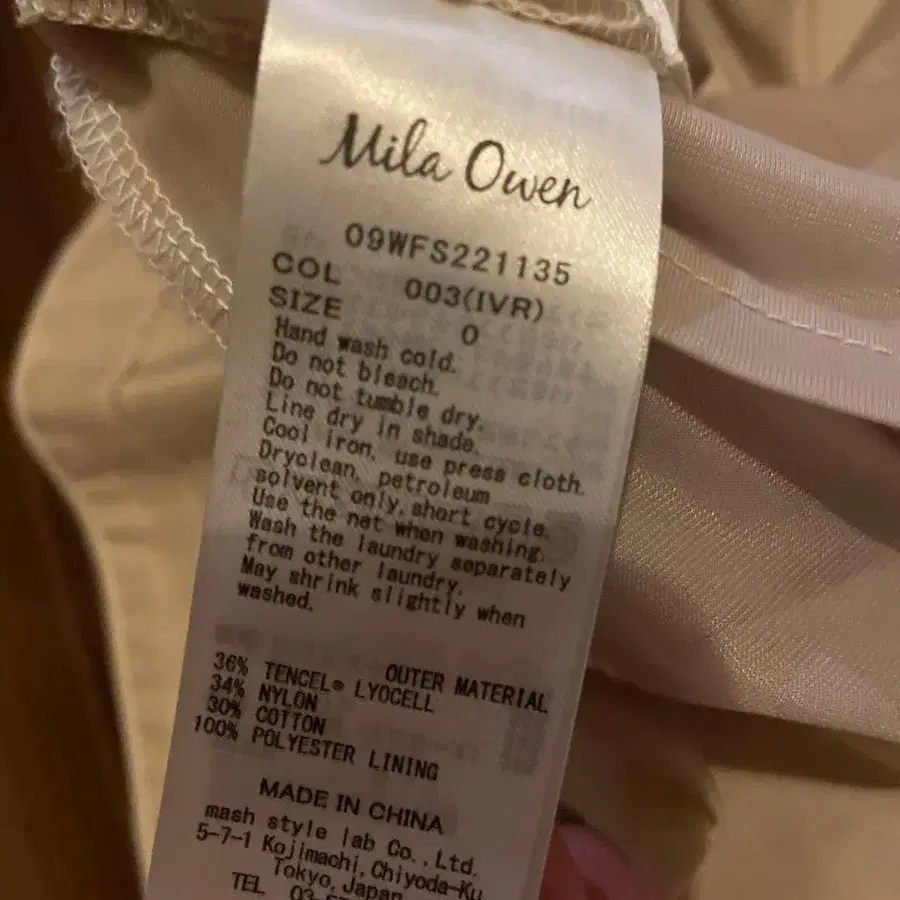 Mila Owen
09WFS221135
COL 003(IVR)
SIZE 0
Hand wash cold.
Do not bleach.
Do not tumble dry.
Line dry in shade.
Cool iron, use press cloth.
Dryclean, petroleum
solvent only, short cycle.
Use the net when washing.
Wash the laundry separately
from other laundry.
May shrink slightly when
washed.
OUTER MATERIAL
36% TENCEL® LYOCELL
34% NYLON
30% COTTON
100% POLYESTER LINING
MADE IN CHINA
mash style lab Co.,Ltd.
5-7-1 Kojimachi, Chiyoda-Ku
Tokyo, Japan
TEL 03-